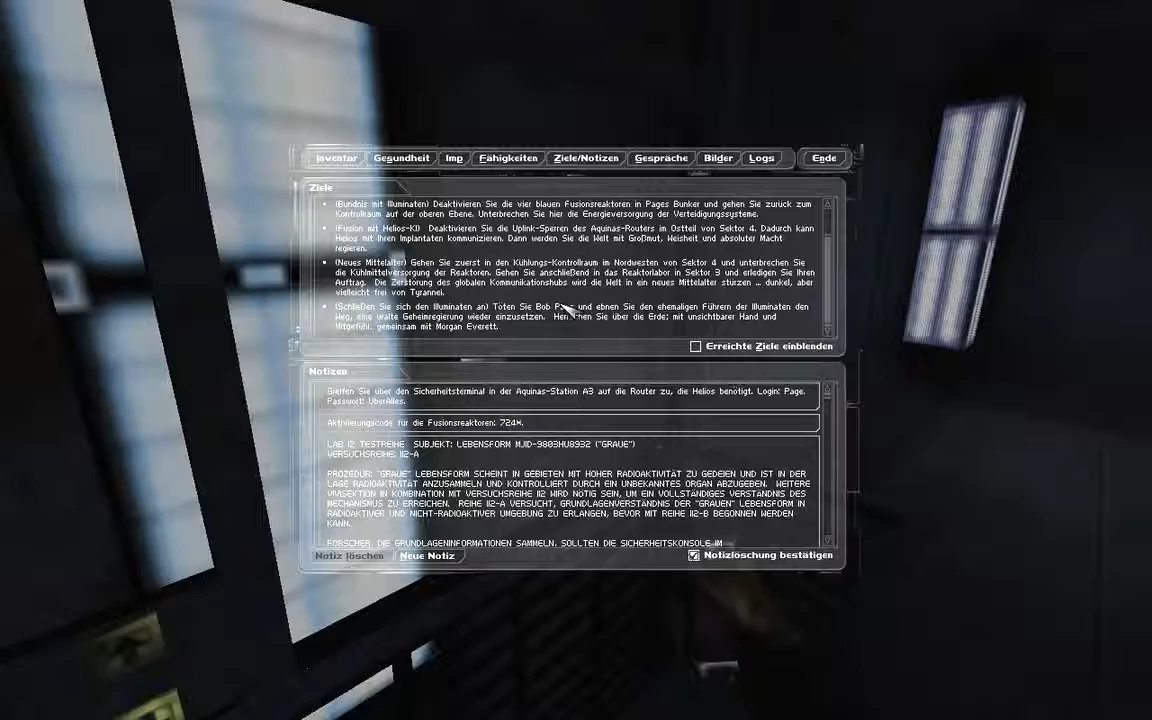 Inventar Gesundheit Imp Fähigkeiten Ziele/Notizen Gespräche Bilder Logs Ende
Ziele
(Bündnis mit Illuminaten) Deaktivieren Sie die vier blauen Fusionsreaktoren in Pages Bunker und gehen Sie zurück zum
Kontrollraum auf der oberen Ebene. Unterbrechen Sie hier die Energieversorgung der Verteidigungssysteme.
(Fusion mit Helios-KI) Deaktivieren Sie die Uplink-Sperren des Aquinas-Routers im Ostteil von Sektor 4. Dadurch kann
Helios mit Ihren Implantaten kommunizieren. Dann werden Sie die Welt mit Großmut, Weisheit und absoluter Macht
regieren.
(Neues Mittelalter) Gehen Sie zuerst in den Kühlungs-Kontrollraum im Nordwesten von Sektor 4 und unterbrechen Sie
die Kühlmittelversorgung der Reaktoren. Gehen Sie anschließend in das Reaktorlabor in Sektor 3 und erledigen Sie Ihren
Auftrag. Die Zerstörung des globalen Kommunikationshubs wird die Welt in ein neues Mittelalter stürzen ... dunkel, aber
vielleicht frei von Tyrannei.
(Schließen Sie sich den Illuminaten an) Töten Sie Bob und ebnen Sie den ehemaligen Führern der Illuminaten den
Weg, eine uralte Geheimregierung wieder einzusetzen. Sie über die Erde: mit unsichtbarer Hand und
Mitgefühl, gemeinsam mit Morgan Everett.
Erreichte Ziele einblenden
Notizen
Greifen Sie über den Sicherheitsterminal in der Aquinas-Station A3 auf die Router zu, die Helios benötigt. Login: Page.
Passwort: UberAlles.
Aktivierungscode für die Fusionsreaktoren: 724*.
LAB 12 TESTREIHE SUBJEKT: LEBENSFORM MJID-9803HU8932 ("GRAUE")
VERSUCHSREIHE: 112-A
PROZEDUR: "GRAUE" LEBENSFORM SCHEINT IN GEBIETEN MIT HOHER RADIOAKTIVITÄT ZU GEDEIEN UND IST IN DER
LAGE RADIOAKTIVITÄT ANZUSAMMELN UND KONTROLLIERT DURCH EIN UNBEKANNTES ORGAN ABZUGEBEN. WEITERE
VIVISEKTION IN KOMBINATION MIT VERSUCHSREIHE 112 WIRD NÖTIG SEIN, UM EIN VOLLSTÄNDIGES VERSTÄNDNIS DES
MECHANISMUS ZU ERREICHEN. REIHE 112-A VERSUCHT, GRUNDLAGENVERSTÄNDNIS DER "GRAUEN" LEBENSFORM IN
RADIOAKTIVER UND NICHT-RADIOAKTIVER UMGEBUNG ZU ERLANGEN, BEVOR MIT REIHE 112-B BEGONNEN WERDEN
KANN.
FORSCHER, DIE GRUNDLAGENINFORMATIONEN SAMMELN, SOLLTEN DIE SICHERHEITSKONSOLE IM
Notiz löschen Neue Notiz Notizlöschung bestätigen